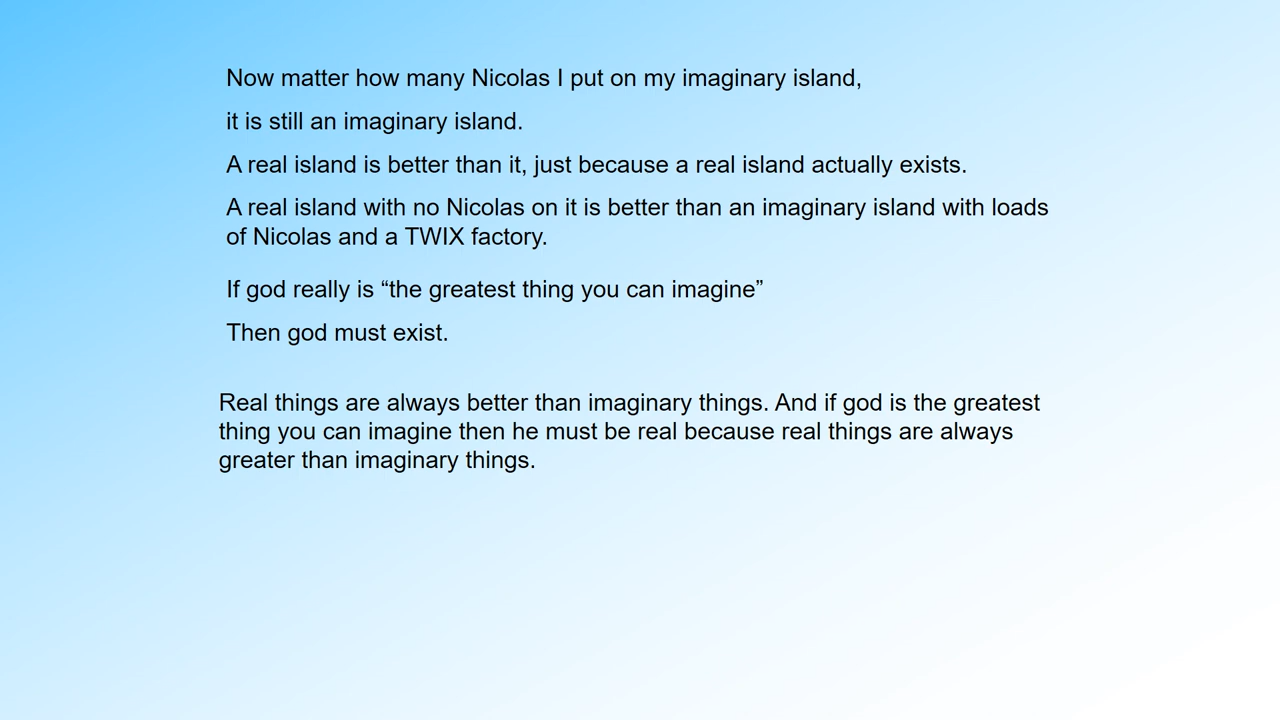 Now matter how many Nicolas I put on my imaginary island,
it is still an imaginary island.
A real island is better than it, just because a real island actually exists.
A real island with no Nicolas on it is better than an imaginary island with loads
of Nicolas and a TWIX factory.
If god really is “the greatest thing you can imagine”
Then god must exist.
Real things are always better than imaginary things. And if god is the greatest
thing you can imagine then he must be real because real things are always
greater than imaginary things.